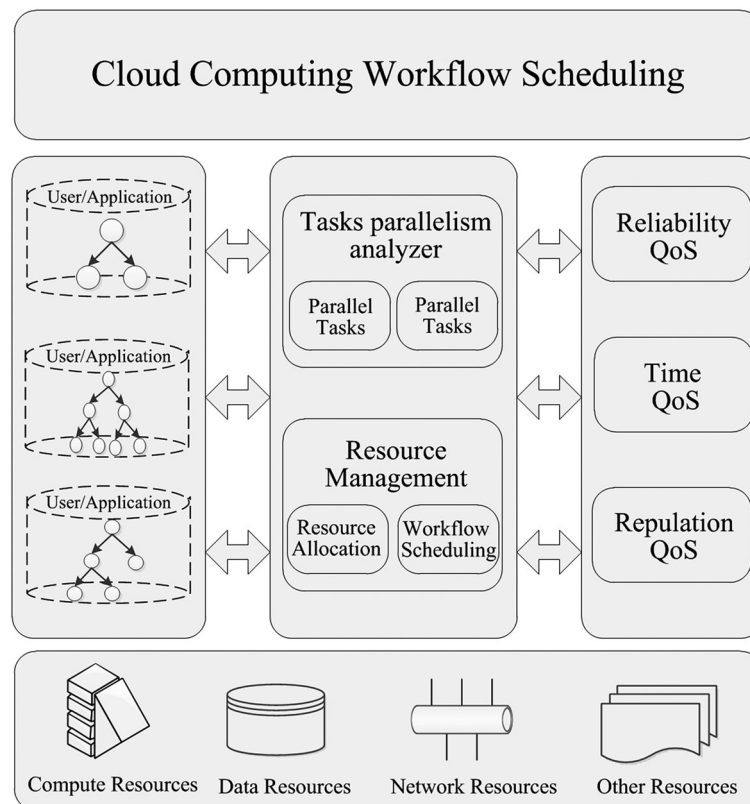 Cloud Computing Workflow Scheduling
User/Application
User/Application
User/Application
Tasks parallelism
analyzer
Parallel
Tasks
Parallel
Tasks
Resource
Management
Resource
Allocation
Workflow
Scheduling
Reliability
QoS
Time
QoS
Repulation
QoS
Compute Resources
Data Resources
Network Resources
Other Resources